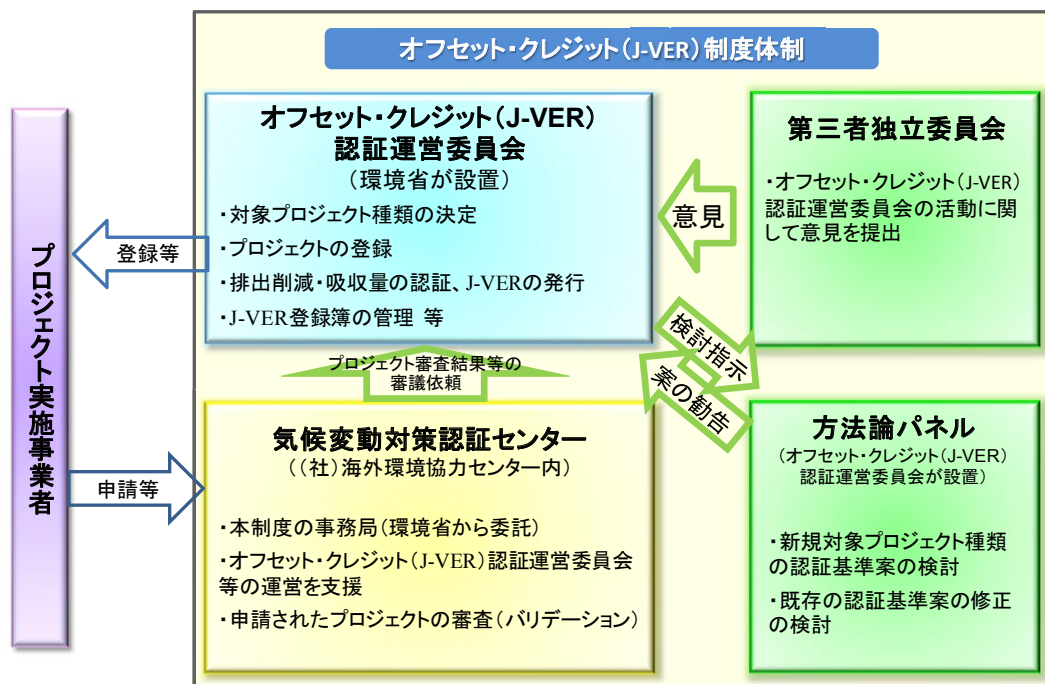 オフセット・クレジット(J-VER)制度体制
プロジェクト実施事業者
登録等
申請等
オフセット・クレジット(J-VER)
認証運営委員会
(環境省が設置)
・対象プロジェクト種類の決定
・プロジェクトの登録
・排出削減・吸収量の認証、J-VERの発行
・J-VER登録簿の管理 等
意見
第三者独立委員会
・オフセット・クレジット(J-VER)
認証運営委員会の活動に関
して意見を提出
検討指示
案の勧告
プロジェクト審査結果等の
審議依頼
気候変動対策認証センター
((社)海外環境協力センター内)
・本制度の事務局(環境省から委託)
・オフセット・クレジット(J-VER)認証運営委員会
等の運営を支援
・申請されたプロジェクトの審査(バリデーション)
方法論パネル
(オフセット・クレジット(J-VER)
認証運営委員会が設置)
・新規対象プロジェクト種類
の認証基準案の検討
・既存の認証基準案の修正
の検討